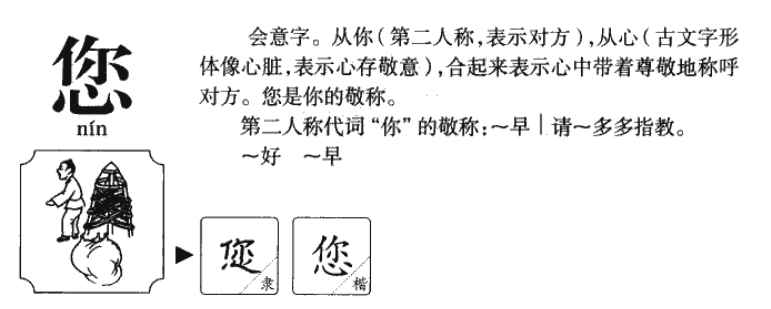 您
nín
会意字。从你（第二人称，表示对方），从心（古文字形
体像心脏，表示心存敬意），合起来表示心中带着尊敬地称呼
对方。您是你的敬称。
第二人称代词“你”的敬称：～早｜请～多多指教。
～好　～早
您 隶
您 楷